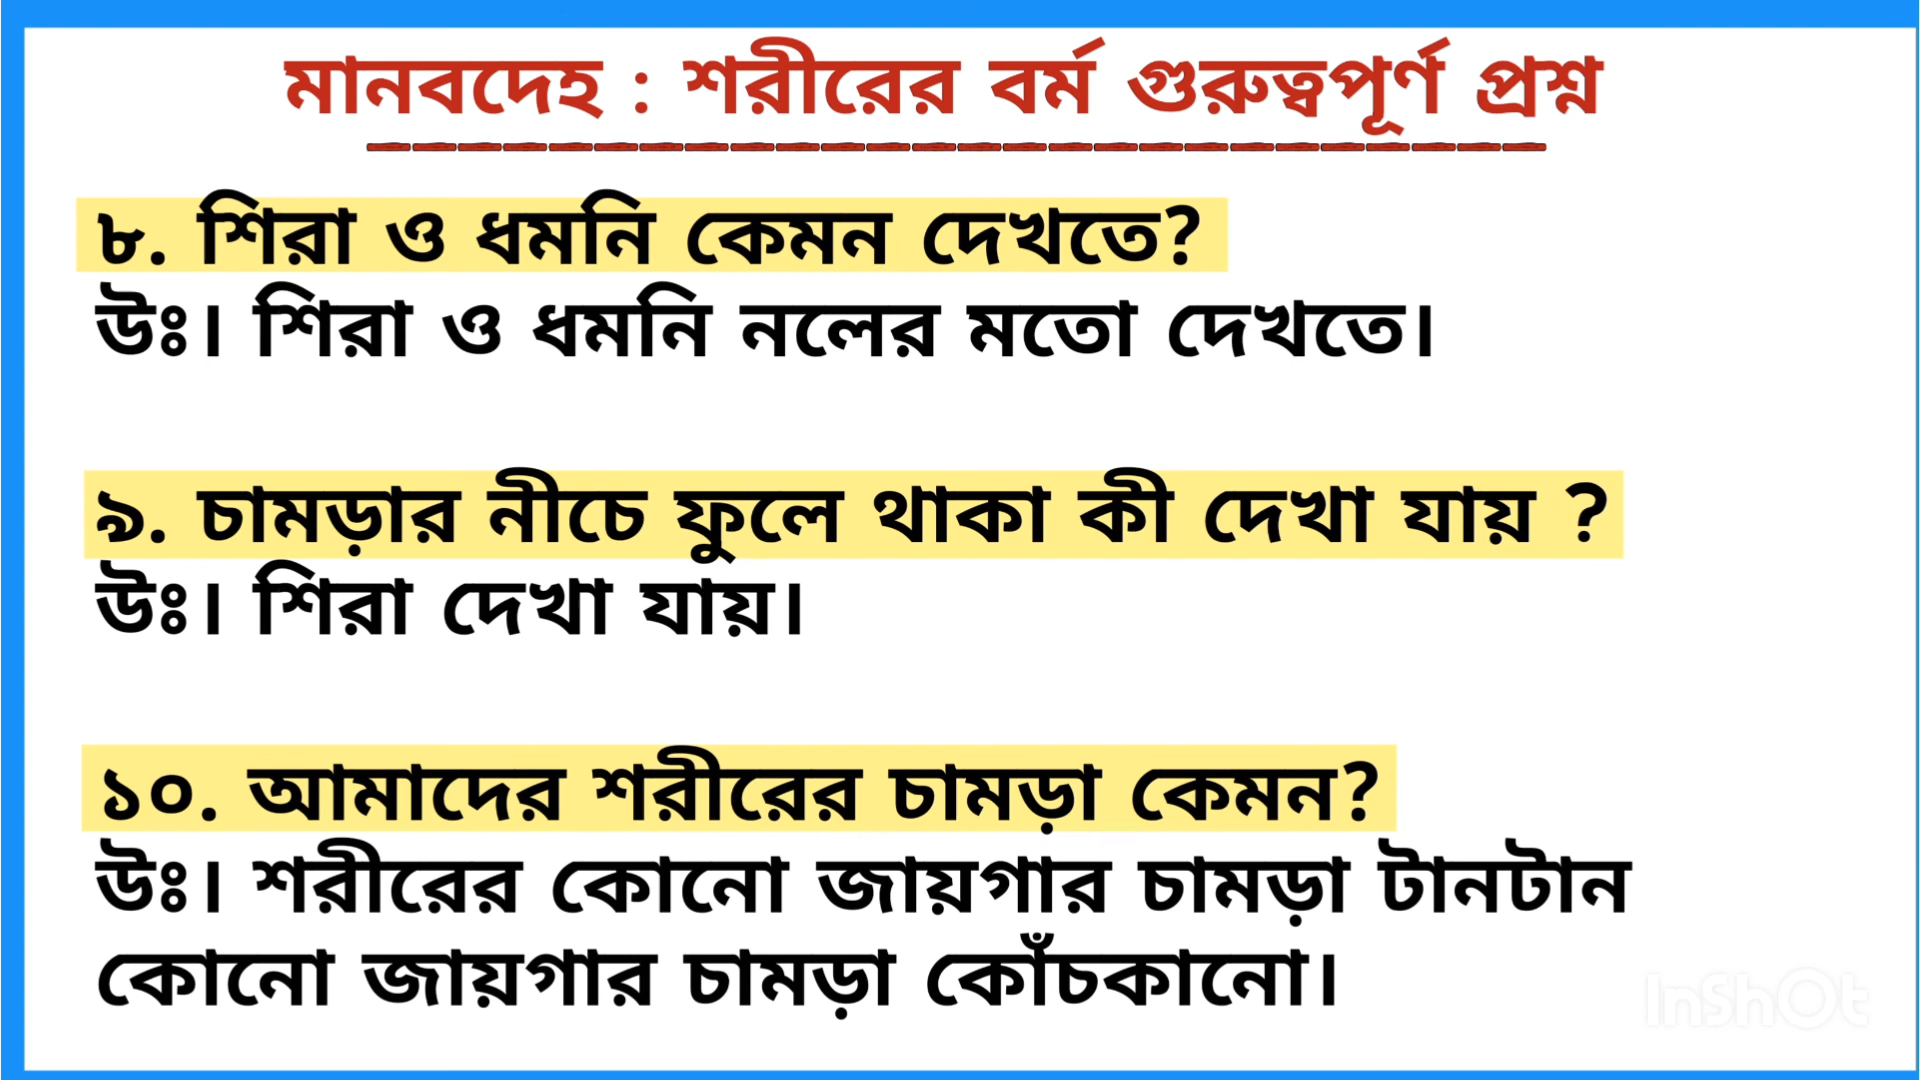 মানবদেহ : শরীরের বর্ম গুরুত্বপূর্ণ প্রশ্ন
৮. শিরা ও ধমনি কেমন দেখতে?
উঃ। শিরা ও ধমনি নলের মতো দেখতে।
৯. চামড়ার নীচে ফুলে থাকা কী দেখা যায় ?
উঃ। শিরা দেখা যায়।
১০. আমাদের শরীরের চামড়া কেমন?
উঃ। শরীরের কোনো জায়গার চামড়া টানটান
কোনো জায়গার চামড়া কোঁচকানো।
InShOt